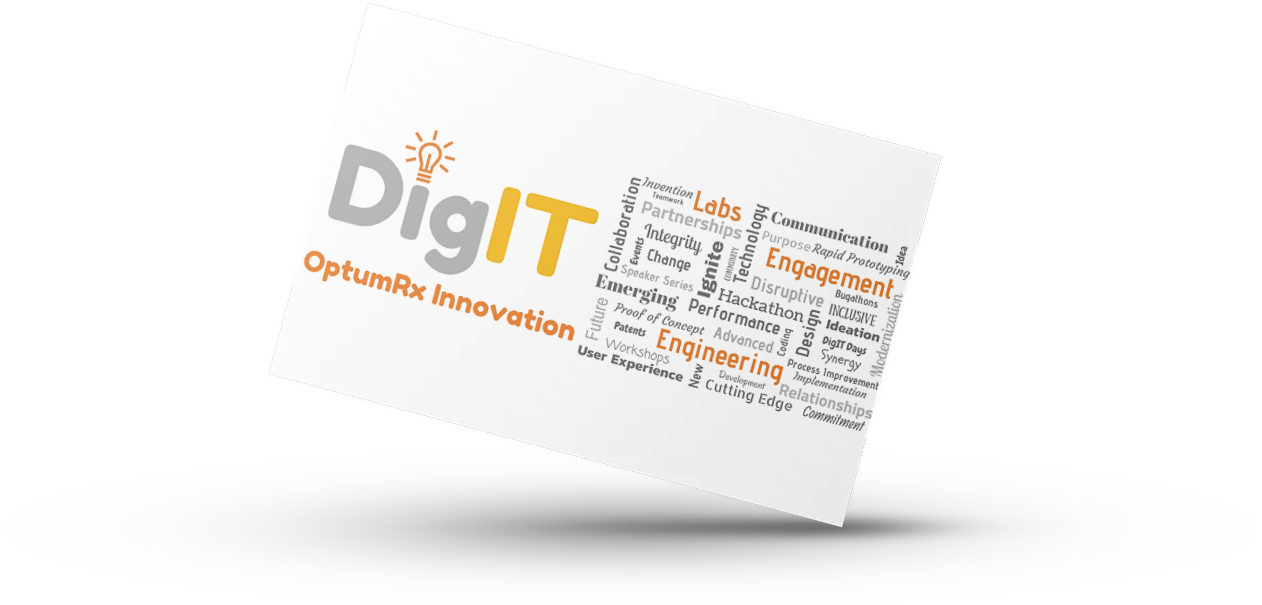 DigIT
OptumRx Innovation
Collaboration
Invention
Teamwork
Labs
Partnerships
Integrity
Events
Change
Speaker Series
Ignite
COMMUNITY
Technology
Communication
Purpose
Rapid Prototyping
Idea
Engagement
Emerging
Hackathon
Disruptive
Bugathons
INCLUSIVE
Modernization
Future
Proof of Concept
Performance
Patents
Advanced
Coding
Design
Ideation
DigIT Days
Synergy
Workshops
Engineering
Process Improvement
Implementation
User Experience
New
Development
Cutting Edge
Relationships
Commitment